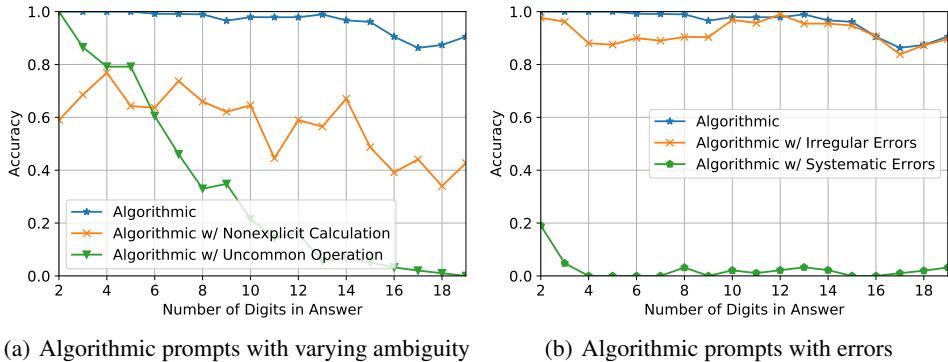 1.0
0.8
0.6
0.4
0.2
0.0
Accuracy
Algorithmic
Algorithmic w/ Nonexplicit Calculation
Algorithmic w/ Uncommon Operation
2 4 6 8 10 12 14 16 18
Number of Digits in Answer
(a) Algorithmic prompts with varying ambiguity
1.0
0.8
0.6
0.4
0.2
0.0
Accuracy
Algorithmic
Algorithmic w/ Irregular Errors
Algorithmic w/ Systematic Errors
2 4 6 8 10 12 14 16 18
Number of Digits in Answer
(b) Algorithmic prompts with errors